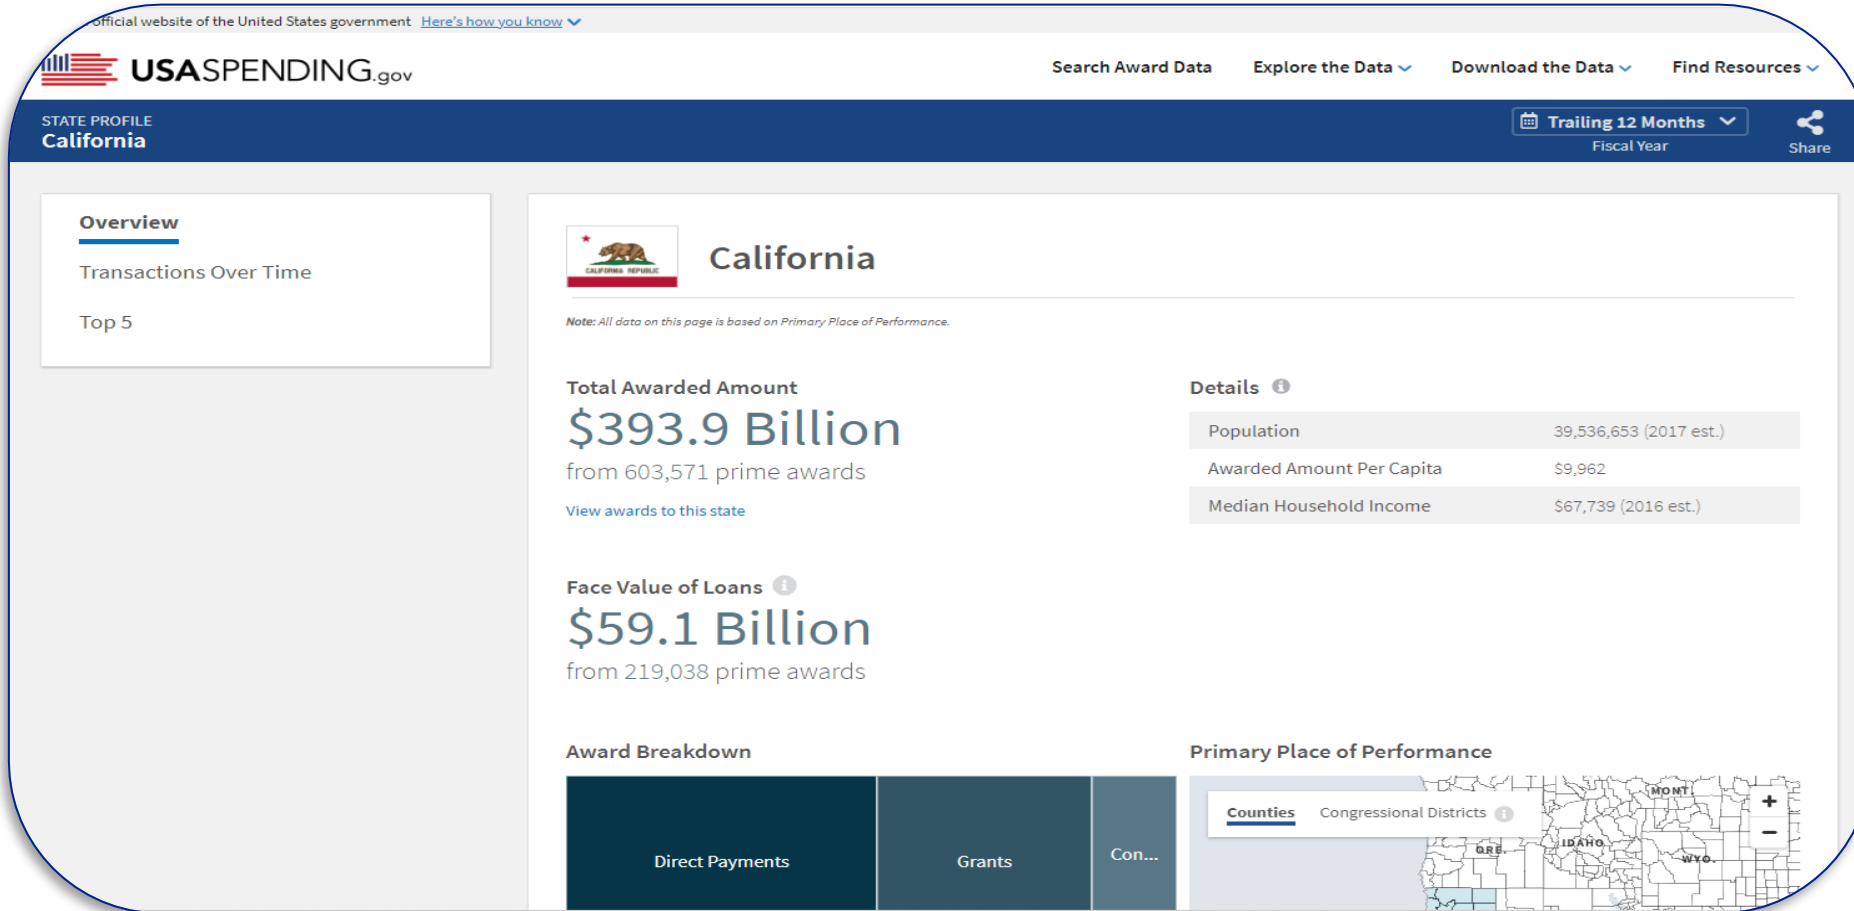 official website of the United States government Here's how you know
USASPENDING.gov
Search Award Data Explore the Data Download the Data Find Resources
STATE PROFILE
California
Trailing 12 Months
Fiscal Year
Share
Overview
Transactions Over Time
Top 5
CALIFORNIA REPUBLIC
California
Note: All data on this page is based on Primary Place of Performance.
Total Awarded Amount
$393.9 Billion
from 603,571 prime awards
View awards to this state
Details
Population 39,536,653 (2017 est.)
Awarded Amount Per Capita $9,962
Median Household Income $67,739 (2016 est.)
Face Value of Loans
$59.1 Billion
from 219,038 prime awards
Award Breakdown
Direct Payments
Grants
Con...
Primary Place of Performance
Counties Congressional Districts
MONT.
ORE.
IDAHO
WYO.